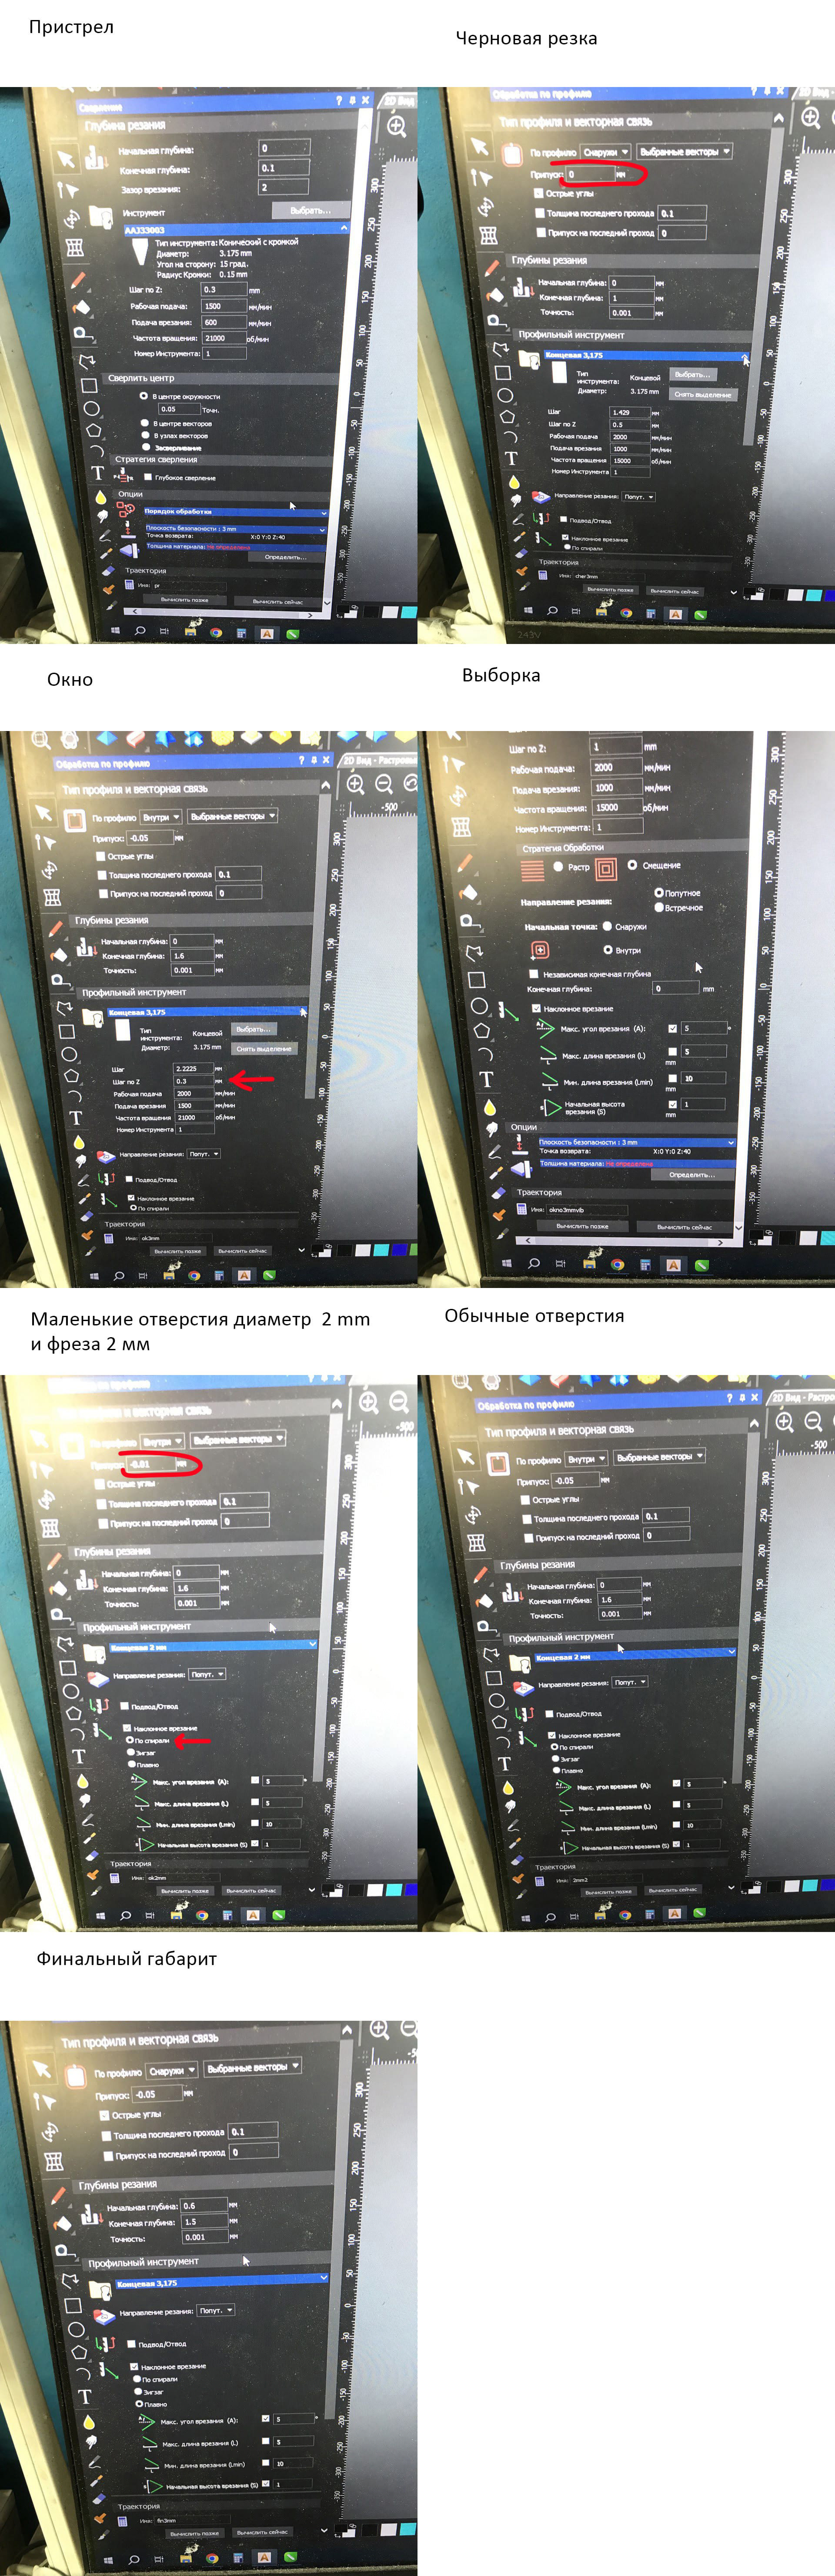 Пристрел
Сверление
Глубина резания
Начальная глубина: 0
Конечная глубина: 0.1
Зазор врезания: 2
Инструмент Выбрать...
AAJ33003
Тип инструмента: Конический с кромкой
Диаметр: 3.175 mm
Угол на сторону: 15 град.
Радиус Кромки: 0.15 mm
Шаг по Z: 0.3 mm
Рабочая подача: 1500 мм/мин
Подача врезания: 600 мм/мин
Частота вращения: 21000 об/мин
Номер Инструмента: 1
Сверлить центр
В центре окружности
0.05 Точн.
В центре векторов
В узлах векторов
Засверливание
Стратегия сверления
Глубокое сверление
Опции
Порядок обработки
Плоскость безопасности : 3 mm
Точка возврата: X:0 Y:0 Z:40
Толщина материала: Не определена
Определить...
Траектория
Имя: pr
Вычислить позже Вычислить сейчас
2D Вид
300
250
200
150
100
50
0
-50
-100
Черновая резка
Обработка по профилю
Тип профиля и векторная связь
По профилю Снаружи Выбранные векторы
Припуск: 0 мм
Острые углы
Толщина последнего прохода 0.1
Припуск на последний проход 0
Глубины резания
Начальная глубина: 0 мм
Конечная глубина: 1 мм
Точность: 0.001 мм
Профильный инструмент
Концевая 3,175
Тип инструмента: Концевой Выбрать...
Диаметр: 3.175 мм Снять выделение
Шаг 1.429 мм
Шаг по Z 0.5 мм
Рабочая подача 2000 мм/мин
Подача врезания 1000 мм/мин
Частота вращения 15000 об/мин
Номер Инструмента 1
Направление резания: Попут.
Подвод/Отвод
Наклонное врезание
По спирали
Траектория
Имя: cher3mm
Вычислить позже Вычислить сейчас
243V
Окно
Обработка по профилю
2D Вид - Растровы
-500
Тип профиля и векторная связь
По профилю Внутри Выбранные векторы
Припуск: -0.05 мм
Острые углы
Толщина последнего прохода 0.1
Припуск на последний проход 0
Глубины резания
Начальная глубина: 0 мм
Конечная глубина: 1.6 мм
Точность: 0.001 мм
Профильный инструмент
Концевая 3,175
Тип инструмента: Концевой Выбрать...
Диаметр: 3.175 мм Снять выделение
Шаг 2.2225 мм
Шаг по Z 0.3 мм
Рабочая подача 2000 мм/мин
Подача врезания 1500 мм/мин
Частота вращения 21000 об/мин
Номер Инструмента 1
Направление резания: Попут.
Подвод/Отвод
Наклонное врезание
По спирали
Траектория
Имя: ok3mm
Вычислить позже Вычислить сейчас
Выборка
Шаг по Z: 1 mm
Рабочая подача: 2000 мм/мин
Подача врезания: 1000 мм/мин
Частота вращения: 15000 об/мин
Номер Инструмента: 1
Стратегия Обработки
Растр Смещение
Направление резания: Попутное
Встречное
Начальная точка: Снаружи
Внутри
Независимая конечная глубина
Конечная глубина: 0 mm
Наклонное врезание
Макс. угол врезания (A): 5 °
Макс. длина врезания (L) 5 mm
Мин. длина врезания (Lmin) 10 mm
Начальная высота врезания (S) 1 mm
Опции
Плоскость безопасности : 3 mm
Точка возврата: X:0 Y:0 Z:40
Толщина материала: Не определена
Определить...
Траектория
Имя: okno3mmvib
Вычислить позже Вычислить сейчас
Маленькие отверстия диаметр 2 mm
и фреза 2 мм
Обработка по профилю
-500
Тип профиля и векторная связь
По профилю Внутри Выбранные векторы
Припуск: -0.01 мм
Острые углы
Толщина последнего прохода 0.1
Припуск на последний проход 0
Глубины резания
Начальная глубина: 0 мм
Конечная глубина: 1.6 мм
Точность: 0.001 мм
Профильный инструмент
Концевая 2 мм
Направление резания: Попут.
Подвод/Отвод
Наклонное врезание
По спирали
Зигзаг
Плавно
Макс. угол врезания (A): 5 °
Макс. длина врезания (L) 5
Мин. длина врезания (Lmin) 10
Начальная высота врезания (S) 1
Траектория
Имя: ok2mm
Вычислить позже Вычислить сейчас
Обычные отверстия
Обработка по профилю
2D Вид - Растро
-500
Тип профиля и векторная связь
По профилю Внутри Выбранные векторы
Припуск: -0.05 мм
Острые углы
Толщина последнего прохода 0.1
Припуск на последний проход 0
Глубины резания
Начальная глубина: 0 мм
Конечная глубина: 1.6 мм
Точность: 0.001 мм
Профильный инструмент
Концевая 2 мм
Направление резания: Попут.
Подвод/Отвод
Наклонное врезание
По спирали
Зигзаг
Плавно
Макс. угол врезания (A): 5 °
Макс. длина врезания (L) 5
Мин. длина врезания (Lmin) 10
Начальная высота врезания (S) 1
Траектория
Имя: 2mm2
Вычислить позже Вычислить сейчас
Финальный габарит
Тип профиля и векторная связь
По профилю Снаружи Выбранные векторы
Припуск: -0.05 мм
Острые углы
Толщина последнего прохода 0.1
Припуск на последний проход 0
Глубины резания
Начальная глубина: 0.6 мм
Конечная глубина: 1.5 мм
Точность: 0.001 мм
Профильный инструмент
Концевая 3,175
Направление резания: Попут.
Подвод/Отвод
Наклонное врезание
По спирали
Зигзаг
Плавно
Макс. угол врезания (A): 5 °
Макс. длина врезания (L) 5
Мин. длина врезания (Lmin) 10
Начальная высота врезания (S) 1
Траектория
Имя: fin3mm
Вычислить позже Вычислить сейчас